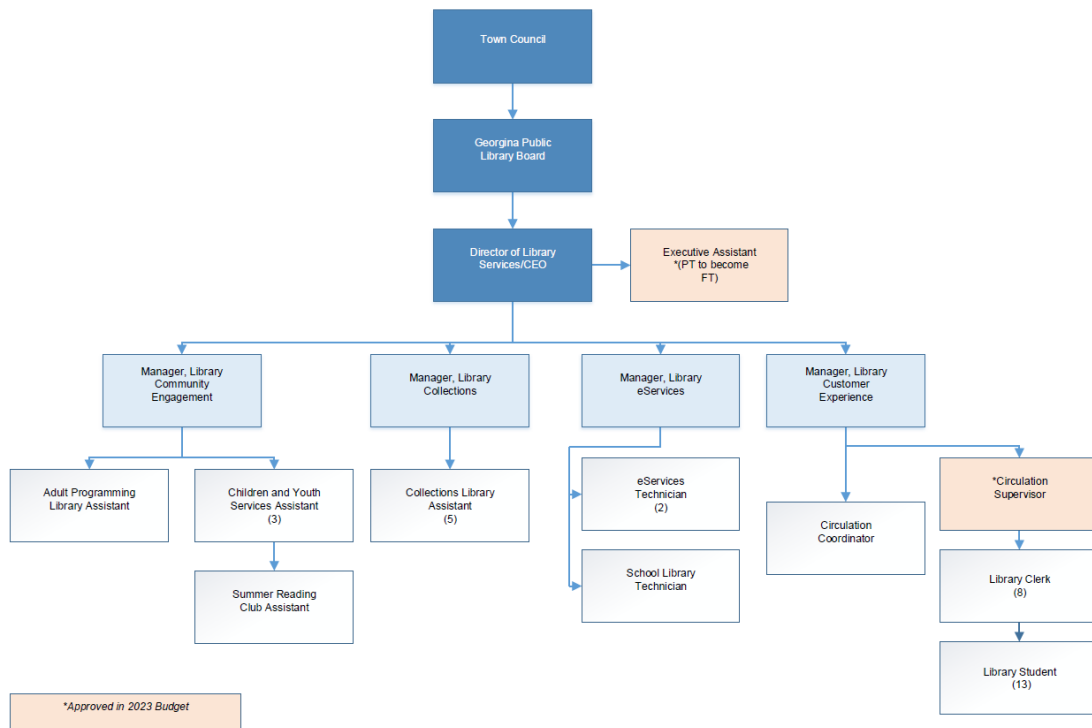 Town Council
Georgina Public
Library Board
Director of Library
Services/CEO
Executive Assistant
*(PT to become
FT)
Manager, Library
Community
Engagement
Manager, Library
Collections
Manager, Library
eServices
Manager, Library
Customer
Experience
Adult Programming
Library Assistant
Children and Youth
Services Assistant
(3)
Collections Library
Assistant
(5)
eServices
Technician
(2)
*Circulation
Supervisor
Circulation
Coordinator
School Library
Technician
Library Clerk
(8)
Summer Reading
Club Assistant
Library Student
(13)
*Approved in 2023 Budget